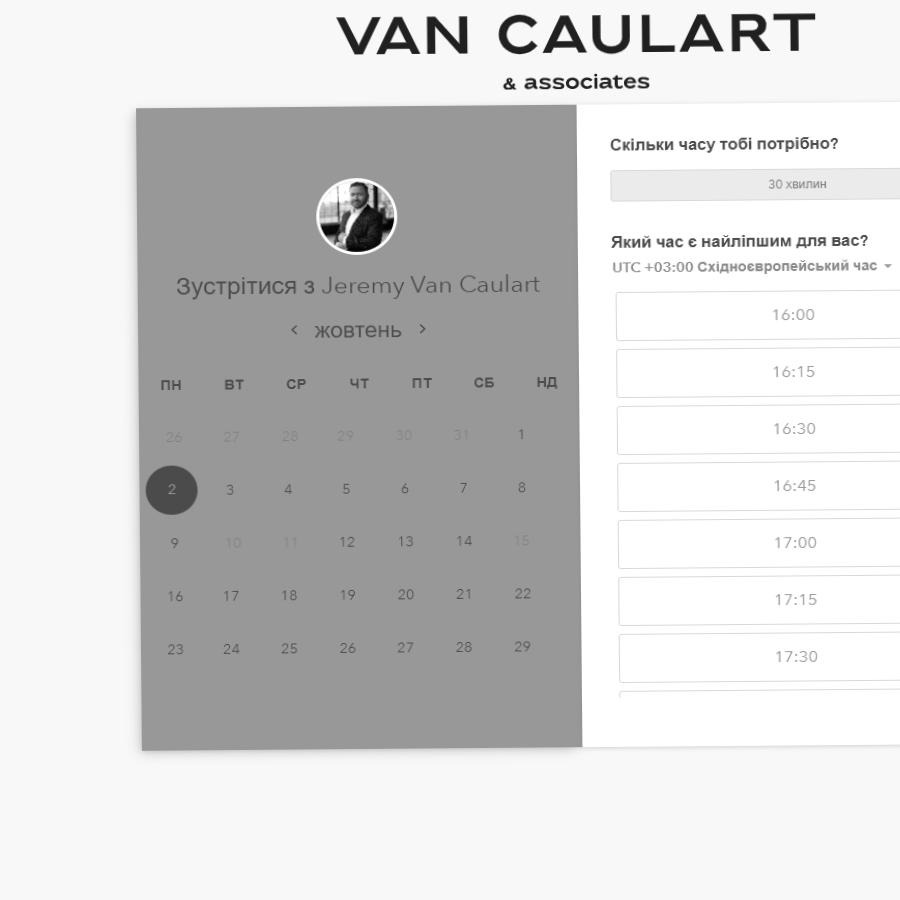 VAN CAULART
& associates
Зустрітися з Jeremy Van Caulart
жовтень
ПН ВТ СР ЧТ ПТ СБ НД
26 27 28 29 30 31 1
2 3 4 5 6 7 8
9 10 11 12 13 14 15
16 17 18 19 20 21 22
23 24 25 26 27 28 29
Скільки часу тобі потрібно?
30 хвилин
Який час є найліпшим для вас?
UTC +03:00 Східноєвропейський час
16:00
16:15
16:30
16:45
17:00
17:15
17:30